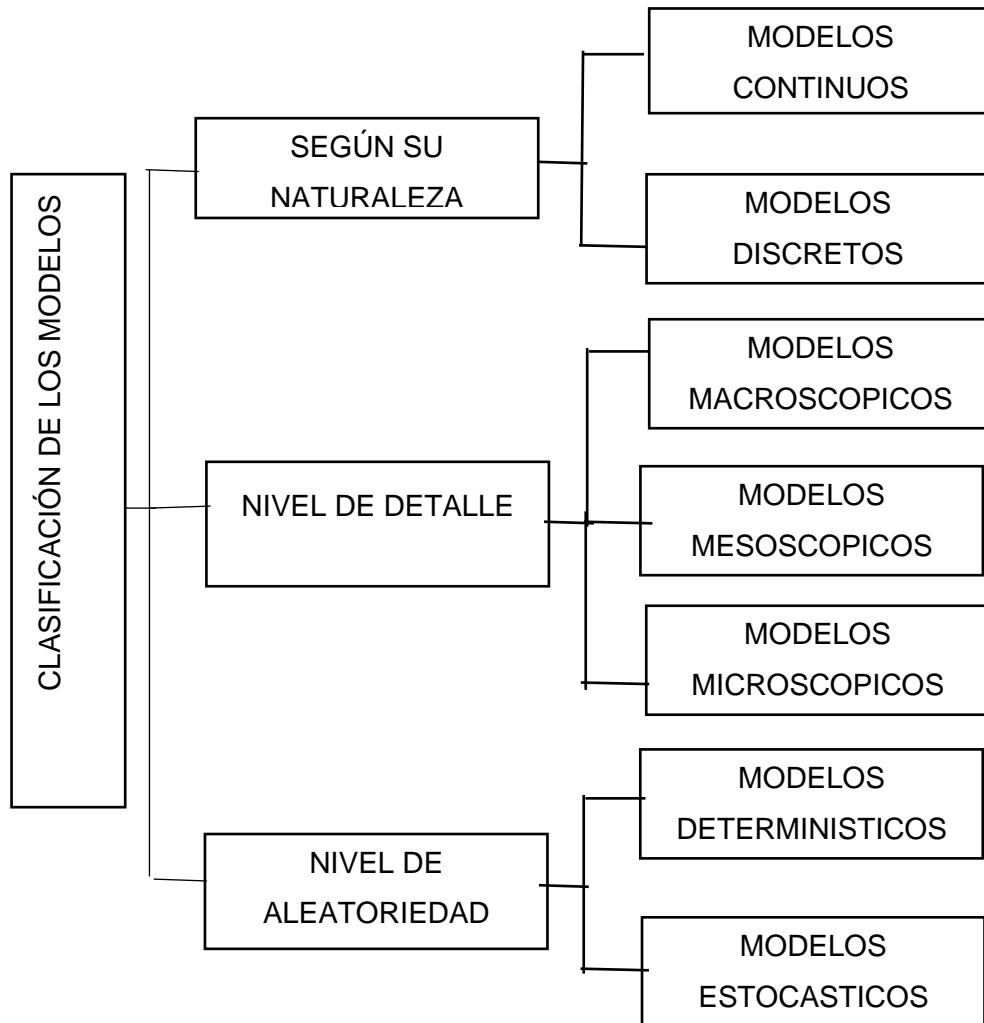 CLASIFICACIÓN DE LOS MODELOS
SEGÚN SU
NATURALEZA
MODELOS
CONTINUOS
MODELOS
DISCRETOS
NIVEL DE DETALLE
MODELOS
MACROSCOPICOS
MODELOS
MESOSCOPICOS
MODELOS
MICROSCOPICOS
NIVEL DE
ALEATORIEDAD
MODELOS
DETERMINISTICOS
MODELOS
ESTOCASTICOS